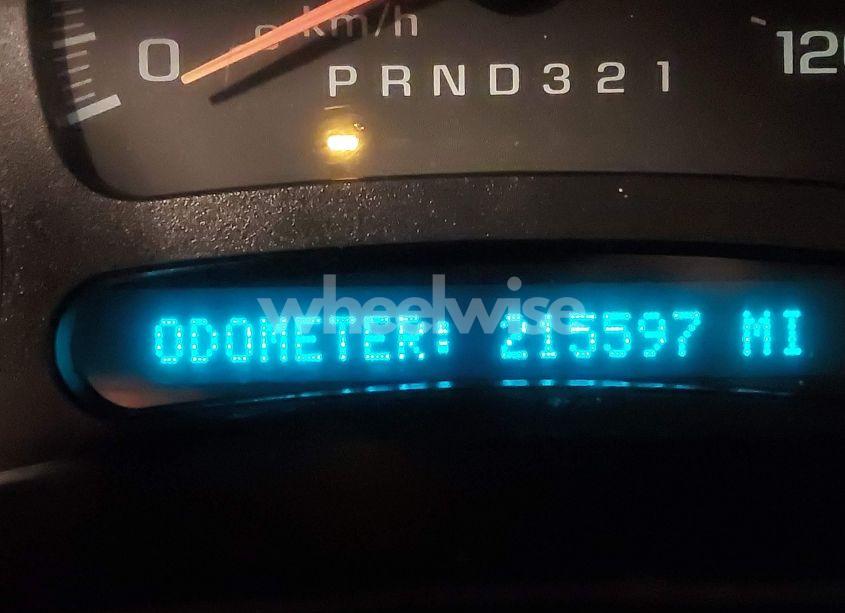 km/h
0
120
PRND321
wheelwise
ODOMETER: 215597 MI